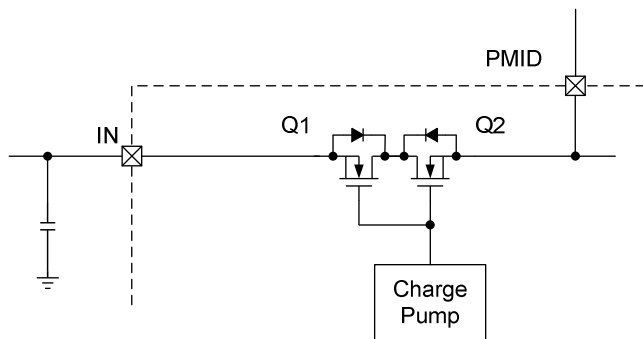 PMID
IN
Q1
Q2
Charge
Pump